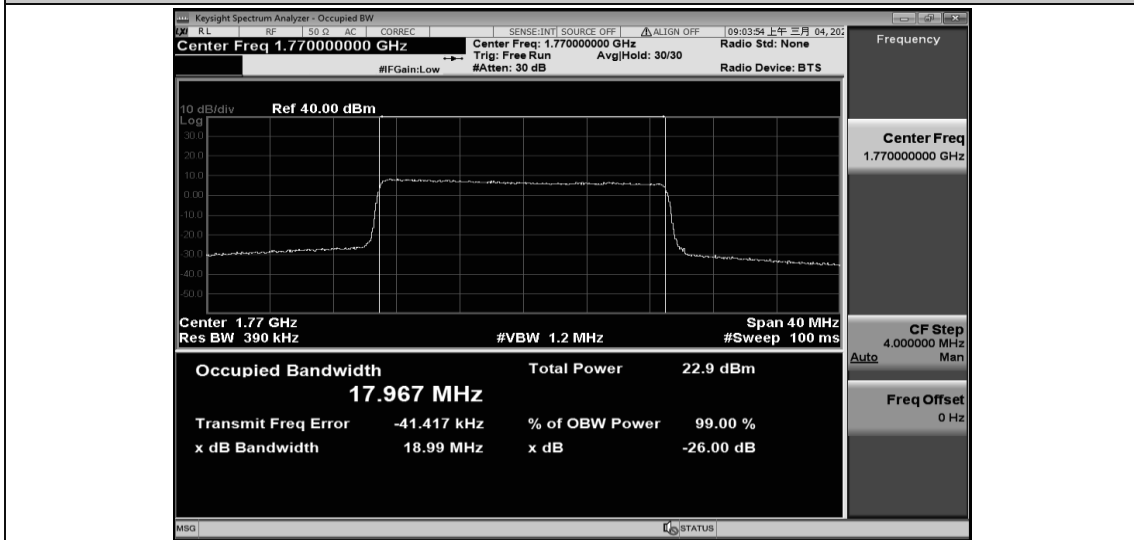 Keysight Spectrum Analyzer - Occupied BW
LXI RL RF 50 Ω AC CORREC SENSE:INT SOURCE OFF ⚠ALIGN OFF 09:03:54 上午 三月 04, 202
Center Freq 1.770000000 GHz
Center Freq: 1.770000000 GHz Radio Std: None
Trig: Free Run Avg|Hold: 30/30
#IFGain:Low #Atten: 30 dB Radio Device: BTS
10 dB/div Ref 40.00 dBm
Log
30.0
20.0
10.0
0.00
-10.0
-20.0
-30.0
-40.0
-50.0
Center 1.77 GHz Span 40 MHz
Res BW 390 kHz #VBW 1.2 MHz #Sweep 100 ms
Occupied Bandwidth Total Power 22.9 dBm
17.967 MHz
Transmit Freq Error -41.417 kHz % of OBW Power 99.00 %
x dB Bandwidth 18.99 MHz x dB -26.00 dB
MSG STATUS
Frequency
Center Freq
1.770000000 GHz
CF Step
4.000000 MHz
Auto Man
Freq Offset
0 Hz